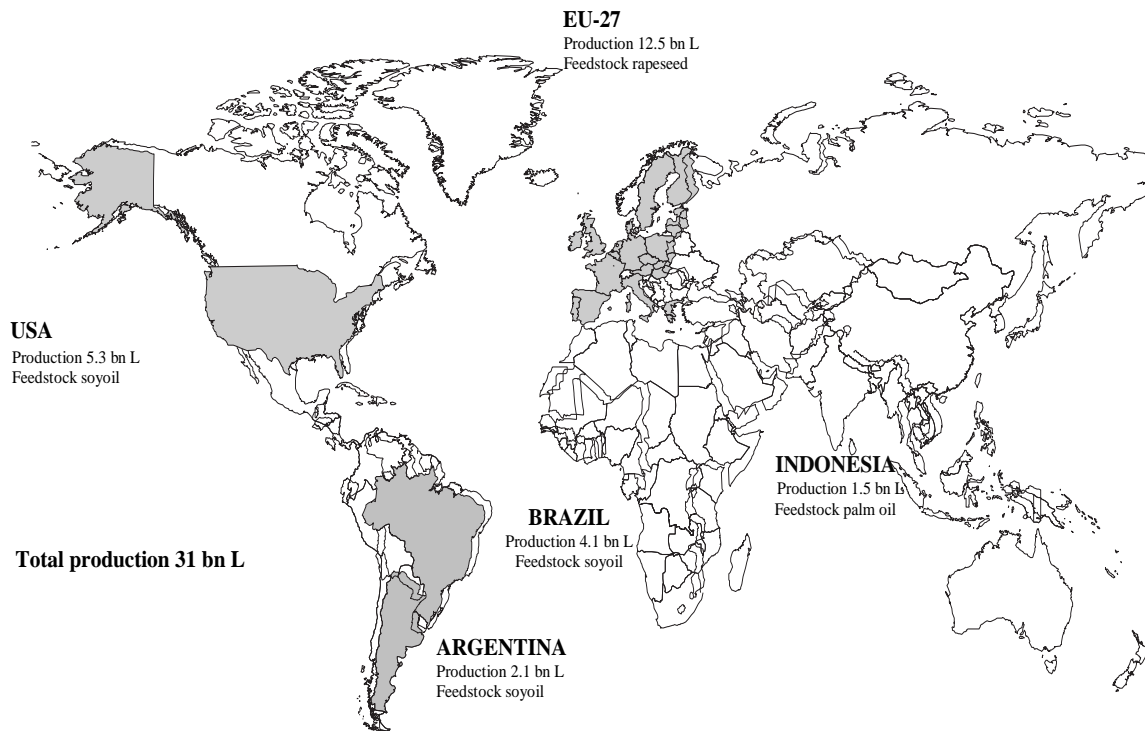 EU-27
Production 12.5 bn L
Feedstock rapeseed
USA
Production 5.3 bn L
Feedstock soyoil
INDONESIA
Production 1.5 bn L
Feedstock palm oil
BRAZIL
Production 4.1 bn L
Feedstock soyoil
Total production 31 bn L
ARGENTINA
Production 2.1 bn L
Feedstock soyoil